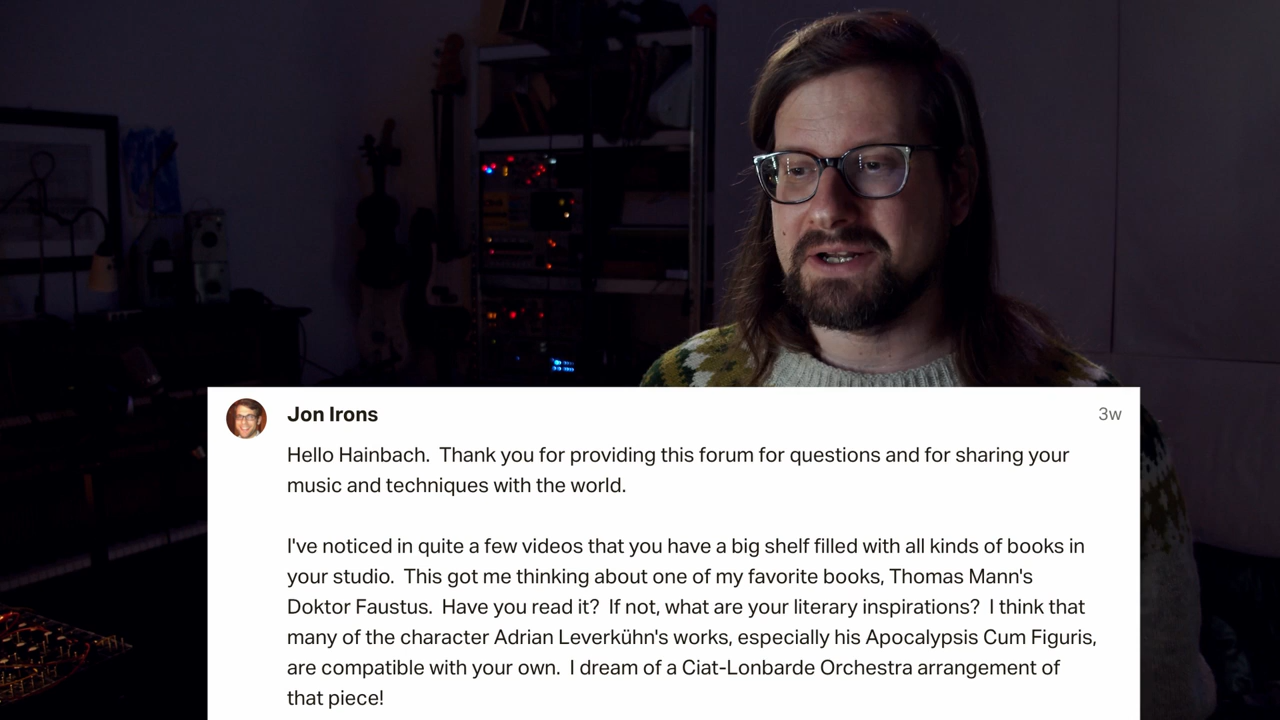 Jon Irons
3w
Hello Hainbach.  Thank you for providing this forum for questions and for sharing your
music and techniques with the world.
I've noticed in quite a few videos that you have a big shelf filled with all kinds of books in
your studio.  This got me thinking about one of my favorite books, Thomas Mann's
Doktor Faustus.  Have you read it?  If not, what are your literary inspirations?  I think that
many of the character Adrian Leverkühn's works, especially his Apocalypsis Cum Figuris,
are compatible with your own.  I dream of a Ciat-Lonbarde Orchestra arrangement of
that piece!